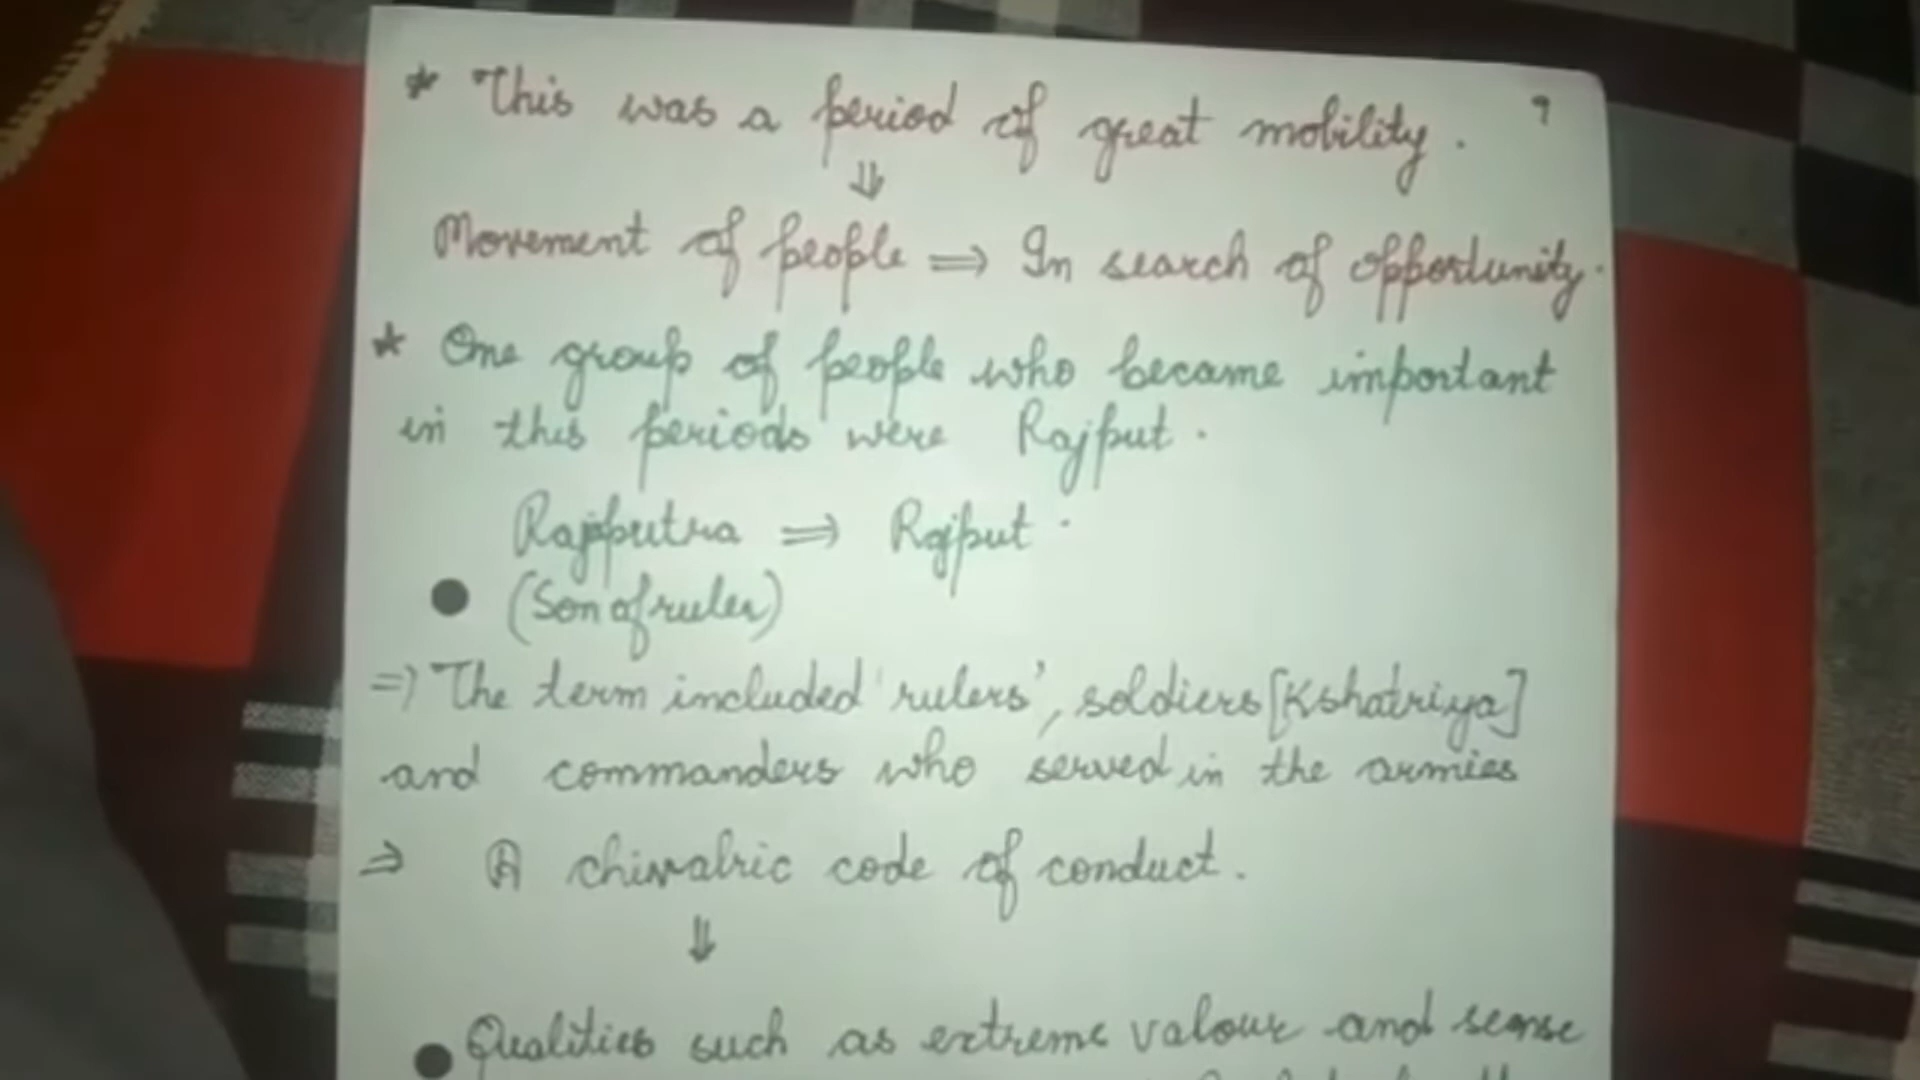 * This was a period of great mobility. 9
⇓
Movement of people ⇒ In search of opportunity.
* One group of people who became important
in this periods were Rajput.
Rajputra ⇒ Rajput.
● (Son of ruler)
⇒ The term included 'rulers', soldiers [Kshatriya]
and commanders who served in the armies
⇒ A chivalric code of conduct.
⇓
● Qualities such as extreme valour and sense